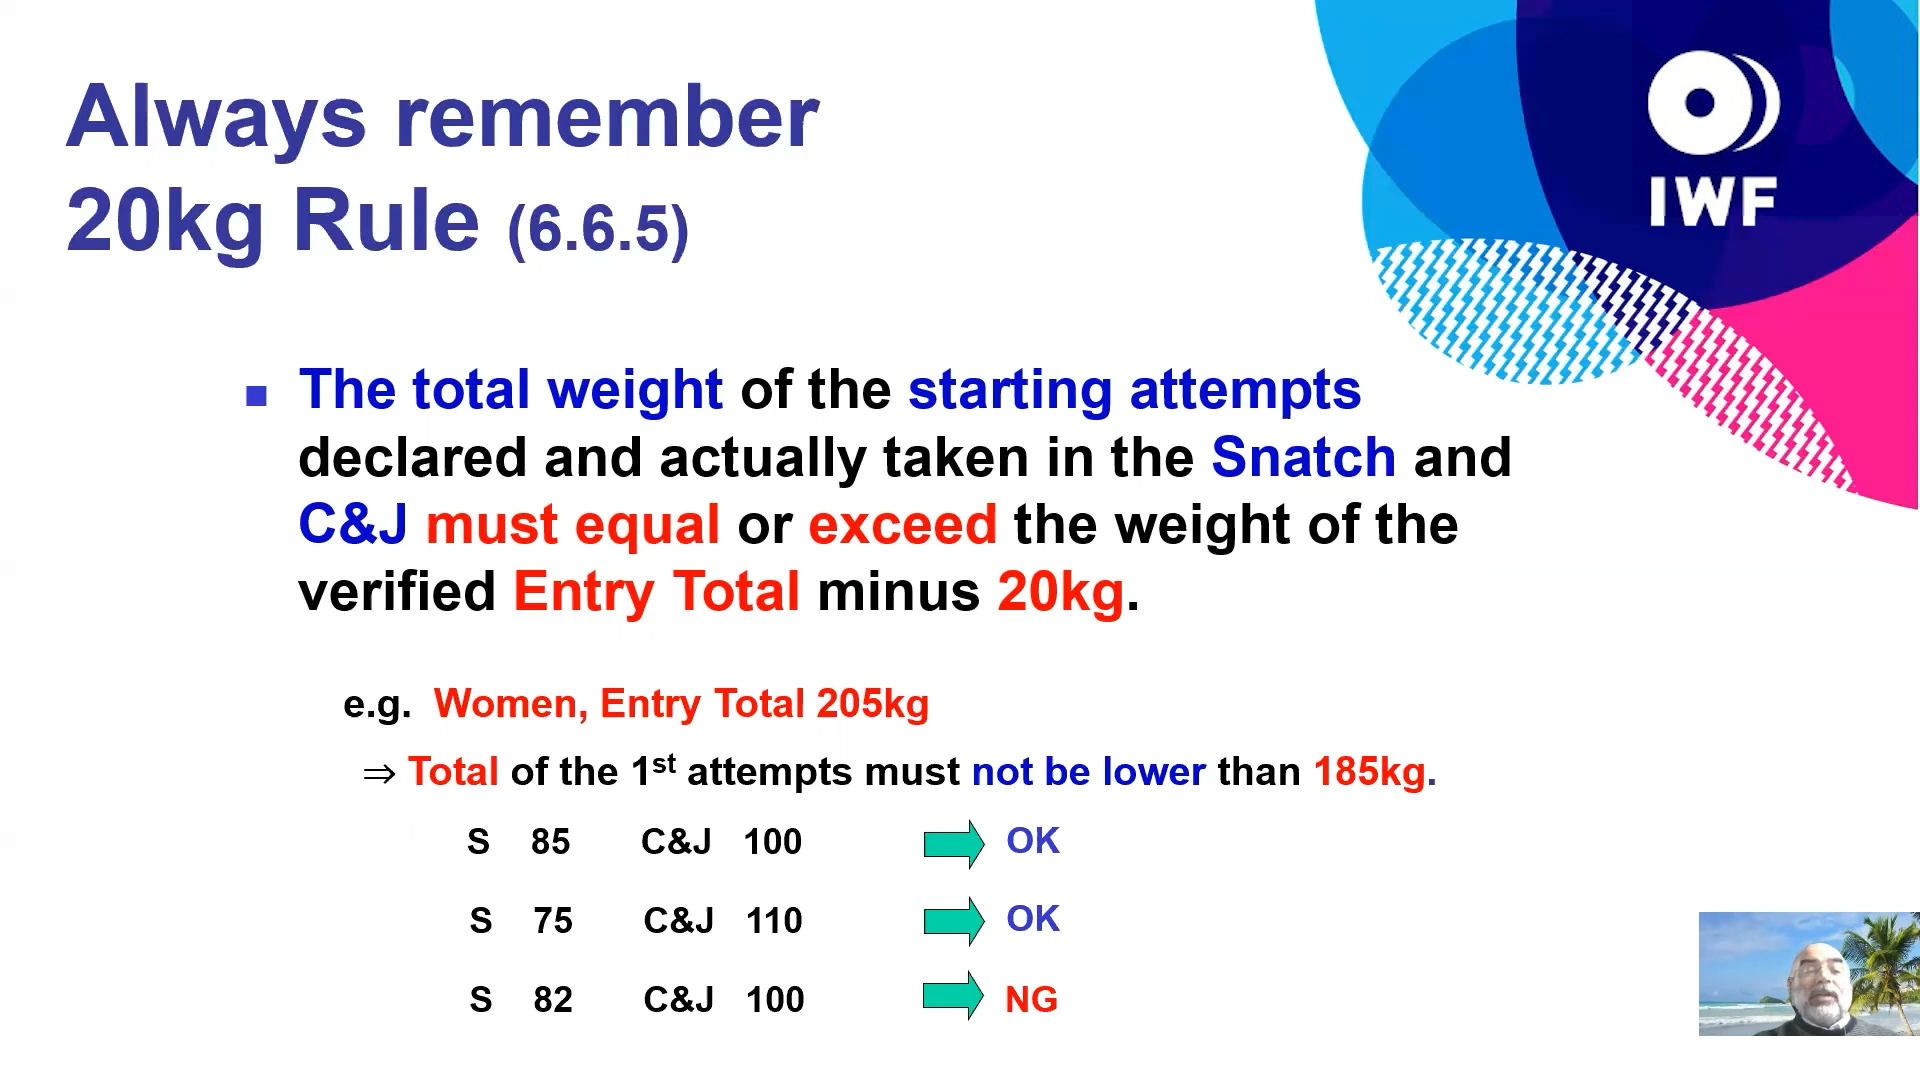 Always remember
20kg Rule (6.6.5)
IWF
■ The total weight of the starting attempts
declared and actually taken in the Snatch and
C&J must equal or exceed the weight of the
verified Entry Total minus 20kg.
e.g. Women, Entry Total 205kg
⇒ Total of the 1st attempts must not be lower than 185kg.
S 85 C&J 100 OK
S 75 C&J 110 OK
S 82 C&J 100 NG